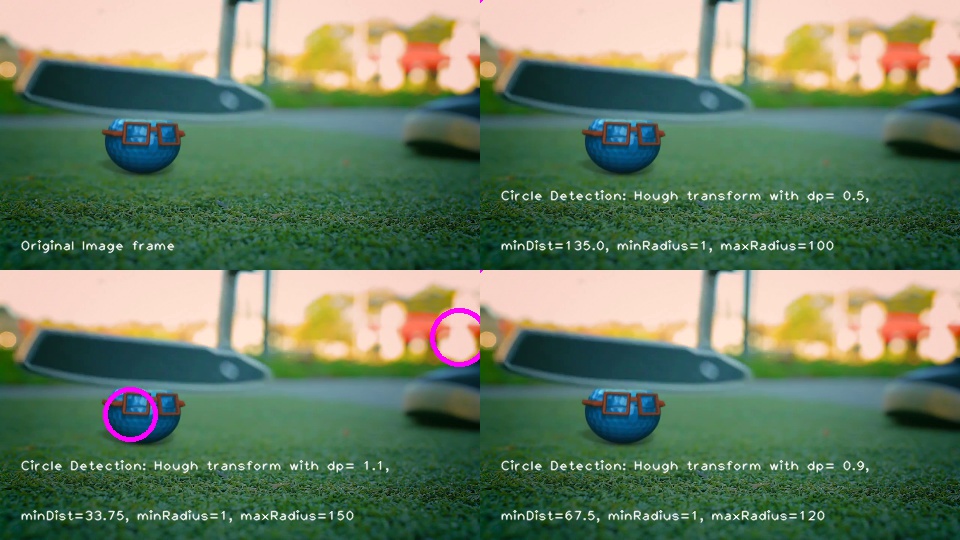 Original Image frame
Circle Detection: Hough transform with dp= 0.5,
minDist=135.0, minRadius=1, maxRadius=100
Circle Detection: Hough transform with dp= 1.1,
minDist=33.75, minRadius=1, maxRadius=150
Circle Detection: Hough transform with dp= 0.9,
minDist=67.5, minRadius=1, maxRadius=120